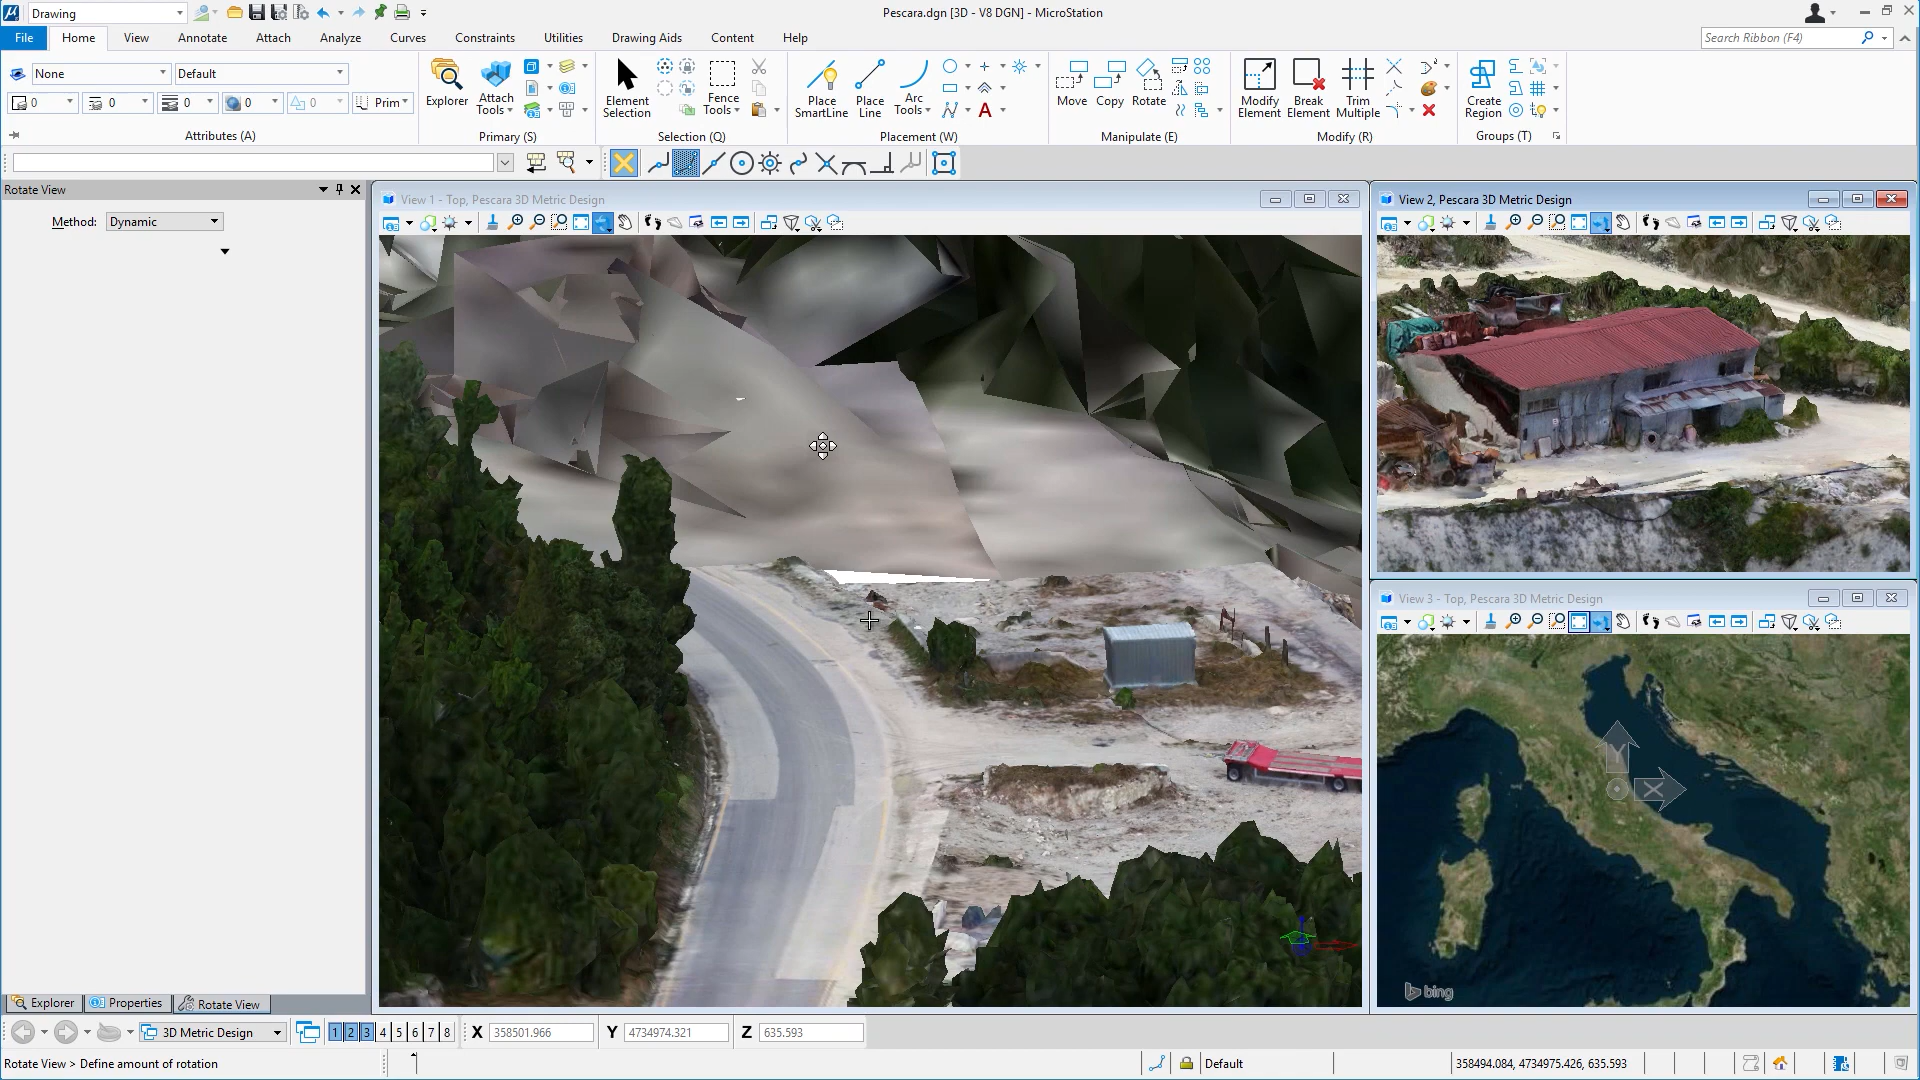 Drawing
Pescara.dgn [3D - V8 DGN] - MicroStation
File Home View Annotate Attach Analyze Curves Constraints Utilities Drawing Aids Content Help
Search Ribbon (F4)
None Default
0 0 0 0 0 Prim
Attributes (A)
Explorer
Attach Tools
Primary (S)
Element Selection
Fence Tools
Selection (Q)
Place SmartLine
Place Line
Arc Tools
A
Placement (W)
Move Copy Rotate
Manipulate (E)
Modify Element
Break Element
Trim Multiple
Modify (R)
Create Region
Groups (T)
Rotate View
Method: Dynamic
View 1 - Top, Pescara 3D Metric Design
View 2, Pescara 3D Metric Design
View 3 - Top, Pescara 3D Metric Design
Y
X
bing
Explorer Properties Rotate View
3D Metric Design
1 2 3 4 5 6 7 8
X 358501.966 Y 4734974.321 Z 635.593
Rotate View > Define amount of rotation
Default
358494.084, 4734975.426, 635.593